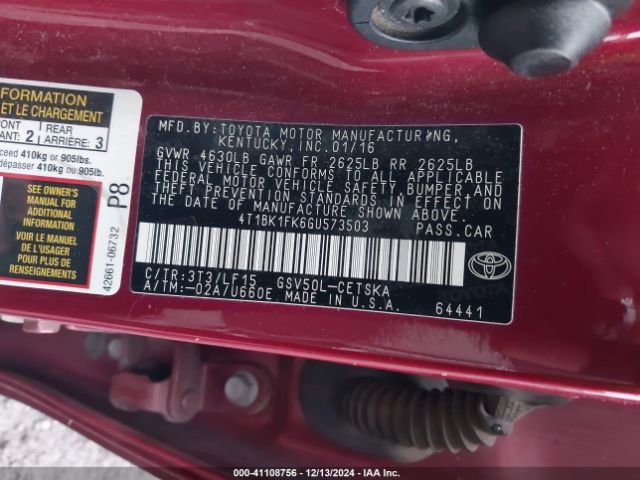 FORMATION
ET LE CHARGEMENT
ONT
ANT 2
REAR
ARRIÈRE: 3
ceed 410kg or 905lbs.
dépasser 410kg or 905lb.
SEE OWNER'S
MANUAL FOR
ADDITIONAL
INFORMATION
VOIR LE MANUEL
DE L'USAGER
POUR PLUS DE
P8
42661-06732
MFD.BY:TOYOTA MOTOR MANUFACTURING,
KENTUCKY,INC.01/16
GVWR 4630LB GAWR FR 2625LB RR 2625LB
THIS VEHICLE CONFORMS TO ALL APPLICABLE
FEDERAL MOTOR VEHICLE SAFETY,BUMPER,AND
THEFT PREVENTION STANDARDS IN EFFECT ON
THE DATE OF MANUFACTURE SHOWN ABOVE.
4T1BK1FK6GU573503 PASS.CAR
C/TR:3T3/LF15 GSV50L-CETSKA
A/TM:-02A/U660E MADE IN U.S.A.
TOYOTA
64441
000-41108756 - 12/13/2024 - IAA Inc.